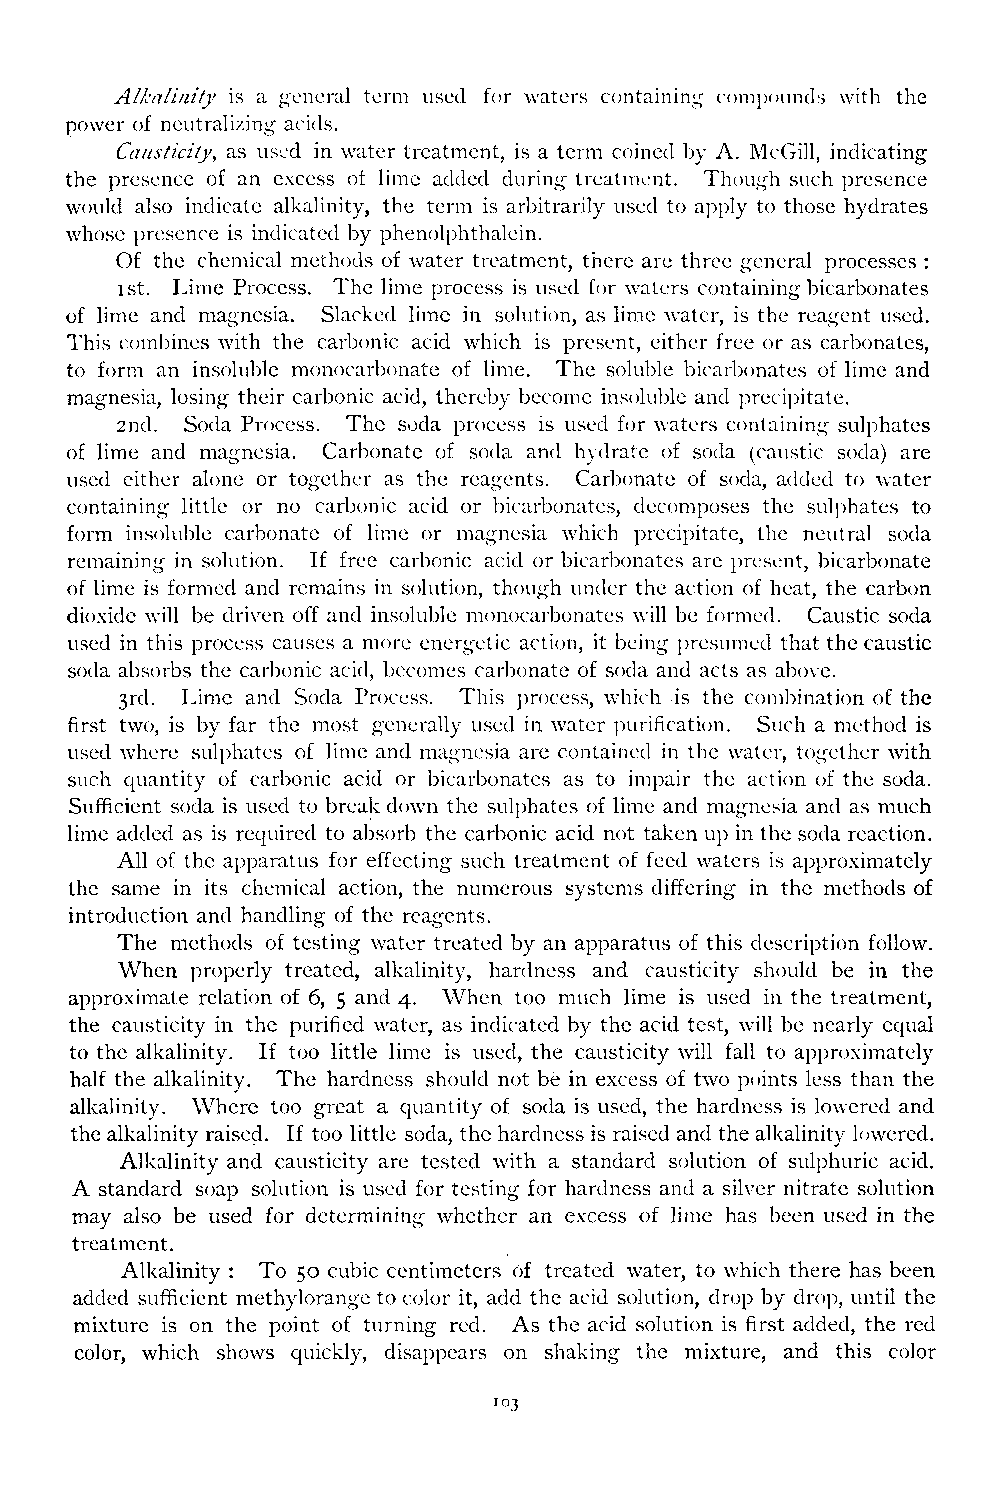 Alkalinity is a general term used for waters containing compounds with the
power of neutralizing acids.
Causticity, as used in water treatment, is a term coined by A. McGill, indicating
the presence of an excess of lime added during treatment. Though such presence
would also indicate alkalinity, the term is arbitrarily used to apply to those hydrates
whose presence is indicated by phenolphthalein.
Of the chemical methods of water treatment, there are three general processes :
1st. Lime Process. The lime process is used for waters containing bicarbonates
of lime and magnesia. Slacked lime in solution, as lime water, is the reagent used.
This combines with the carbonic acid which is present, either free or as carbonates,
to form an insoluble monocarbonate of lime. The soluble bicarbonates of lime and
magnesia, losing their carbonic acid, thereby become insoluble and precipitate.
2nd. Soda Process. The soda process is used for waters containing sulphates
of lime and magnesia. Carbonate of soda and hydrate of soda (caustic soda) are
used either alone or together as the reagents. Carbonate of soda, added to water
containing little or no carbonic acid or bicarbonates, decomposes the sulphates to
form insoluble carbonate of lime or magnesia which precipitate, the neutral soda
remaining in solution. If free carbonic acid or bicarbonates are present, bicarbonate
of lime is formed and remains in solution, though under the action of heat, the carbon
dioxide will be driven off and insoluble monocarbonates will be formed. Caustic soda
used in this process causes a more energetic action, it being presumed that the caustic
soda absorbs the carbonic acid, becomes carbonate of soda and acts as above.
3rd. Lime and Soda Process. This process, which is the combination of the
first two, is by far the most generally used in water purification. Such a method is
used where sulphates of lime and magnesia are contained in the water, together with
such quantity of carbonic acid or bicarbonates as to impair the action of the soda.
Sufficient soda is used to break down the sulphates of lime and magnesia and as much
lime added as is required to absorb the carbonic acid not taken up in the soda reaction.
All of the apparatus for effecting such treatment of feed waters is approximately
the same in its chemical action, the numerous systems differing in the methods of
introduction and handling of the reagents.
The methods of testing water treated by an apparatus of this description follow.
When properly treated, alkalinity, hardness and causticity should be in the
approximate relation of 6, 5 and 4. When too much lime is used in the treatment,
the causticity in the purified water, as indicated by the acid test, will be nearly equal
to the alkalinity. If too little lime is used, the causticity will fall to approximately
half the alkalinity. The hardness should not be in excess of two points less than the
alkalinity. Where too great a quantity of soda is used, the hardness is lowered and
the alkalinity raised. If too little soda, the hardness is raised and the alkalinity lowered.
Alkalinity and causticity are tested with a standard solution of sulphuric acid.
A standard soap solution is used for testing for hardness and a silver nitrate solution
may also be used for determining whether an excess of lime has been used in the
treatment.
Alkalinity : To 50 cubic centimeters of treated water, to which there has been
added sufficient methylorange to color it, add the acid solution, drop by drop, until the
mixture is on the point of turning red. As the acid solution is first added, the red
color, which shows quickly, disappears on shaking the mixture, and this color
103